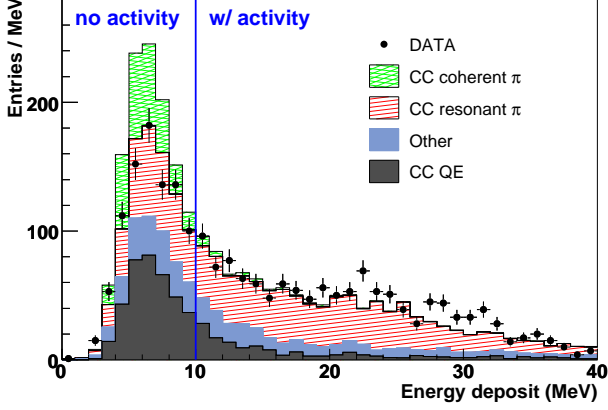 no activity w/ activity
Entries / MeV
DATA
CC coherent π
CC resonant π
Other
CC QE
200
100
0
0 10 20 30 40
Energy deposit (MeV)